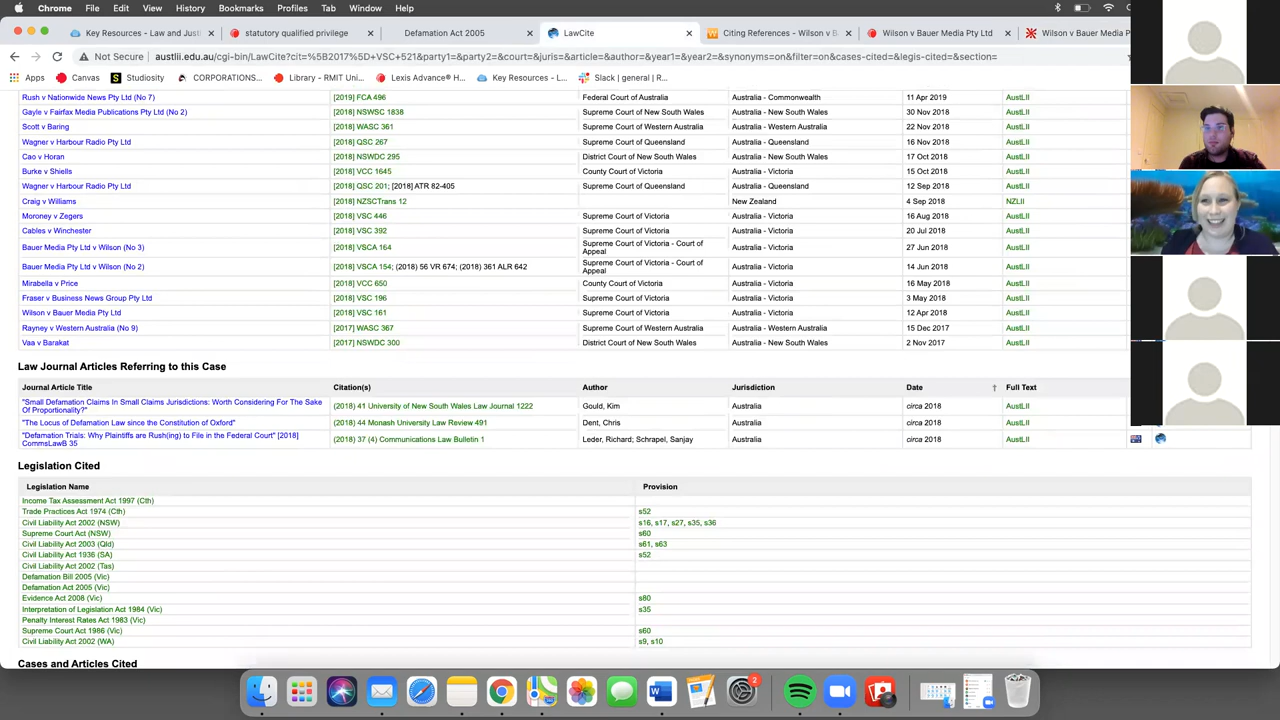 Chrome File Edit View History Bookmarks Profiles Tab Window Help
Key Resources - Law and Justi statutory qualified privilege Defamation Act 2005 LawCite Citing References - Wilson v B Wilson v Bauer Media Pty Ltd Wilson v Bauer Media P
Not Secure austlii.edu.au/cgi-bin/LawCite?cit=%2017%+VSC+521&party1=&party2=&court=&juris=&article=&author=&year1=&year2=&synonyms=on&filter=on&cases-cited=&legis-cited=&section=
Apps Canvas Studiosity CORPORATIONS... Library - RMIT Uni... Lexis Advance® H... Key Resources - L... Slack | general | R...
Rush v Nationwide News Pty Ltd (No 7) [2019] FCA 496 Federal Court of Australia Australia - Commonwealth 11 Apr 2019 AustLII
Gayle v Fairfax Media Publications Pty Ltd (No 2) [2018] NSWSC 1838 Supreme Court of New South Wales Australia - New South Wales 30 Nov 2018 AustLII
Scott v Baring [2018] WASC 361 Supreme Court of Western Australia Australia - Western Australia 22 Nov 2018 AustLII
Wagner v Harbour Radio Pty Ltd [2018] QSC 267 Supreme Court of Queensland Australia - Queensland 16 Nov 2018 AustLII
Cao v Horan [2018] NSWDC 295 District Court of New South Wales Australia - New South Wales 17 Oct 2018 AustLII
Burke v Shiells [2018] VCC 1645 County Court of Victoria Australia - Victoria 15 Oct 2018 AustLII
Wagner v Harbour Radio Pty Ltd [2018] QSC 201; [2018] ATR 82-405 Supreme Court of Queensland Australia - Queensland 12 Sep 2018 AustLII
Craig v Williams [2018] NZSCTrans 12 New Zealand 4 Sep 2018 NZLII
Moroney v Zegers [2018] VSC 446 Supreme Court of Victoria Australia - Victoria 16 Aug 2018 AustLII
Cables v Winchester [2018] VSC 392 Supreme Court of Victoria Australia - Victoria 20 Jul 2018 AustLII
Bauer Media Pty Ltd v Wilson (No 3) [2018] VSCA 164 Supreme Court of Victoria - Court of Appeal Australia - Victoria 27 Jun 2018 AustLII
Bauer Media Pty Ltd v Wilson (No 2) [2018] VSCA 154; (2018) 56 VR 674; (2018) 361 ALR 642 Supreme Court of Victoria - Court of Appeal Australia - Victoria 14 Jun 2018 AustLII
Mirabella v Price [2018] VCC 650 County Court of Victoria Australia - Victoria 16 May 2018 AustLII
Fraser v Business News Group Pty Ltd [2018] VSC 196 Supreme Court of Victoria Australia - Victoria 3 May 2018 AustLII
Wilson v Bauer Media Pty Ltd [2018] VSC 161 Supreme Court of Victoria Australia - Victoria 12 Apr 2018 AustLII
Rayney v Western Australia (No 9) [2017] WASC 367 Supreme Court of Western Australia Australia - Western Australia 15 Dec 2017 AustLII
Vaa v Barakat [2017] NSWDC 300 District Court of New South Wales Australia - New South Wales 2 Nov 2017 AustLII
Law Journal Articles Referring to this Case
Journal Article Title Citation(s) Author Jurisdiction Date ↑ Full Text
"Small Defamation Claims In Small Claims Jurisdictions: Worth Considering For The Sake Of Proportionality?" (2018) 41 University of New South Wales Law Journal 1222 Gould, Kim Australia circa 2018 AustLII
"The Locus of Defamation Law since the Constitution of Oxford" (2018) 44 Monash University Law Review 491 Dent, Chris Australia circa 2018 AustLII
"Defamation Trials: Why Plaintiffs are Rush(ing) to File in the Federal Court" [2018] CommsLawB 35 (2018) 37 (4) Communications Law Bulletin 1 Leder, Richard; Schrapel, Sanjay Australia circa 2018 AustLII
Legislation Cited
Legislation Name Provision
Income Tax Assessment Act 1997 (Cth)
Trade Practices Act 1974 (Cth) s52
Civil Liability Act 2002 (NSW) s16, s17, s27, s35, s36
Supreme Court Act (NSW) s60
Civil Liability Act 2003 (Qld) s61, s63
Civil Liability Act 1936 (SA) s52
Civil Liability Act 2002 (Tas)
Defamation Bill 2005 (Vic)
Defamation Act 2005 (Vic)
Evidence Act 2008 (Vic) s80
Interpretation of Legislation Act 1984 (Vic) s35
Penalty Interest Rates Act 1983 (Vic)
Supreme Court Act 1986 (Vic) s60
Civil Liability Act 2002 (WA) s9, s10
Cases and Articles Cited
2